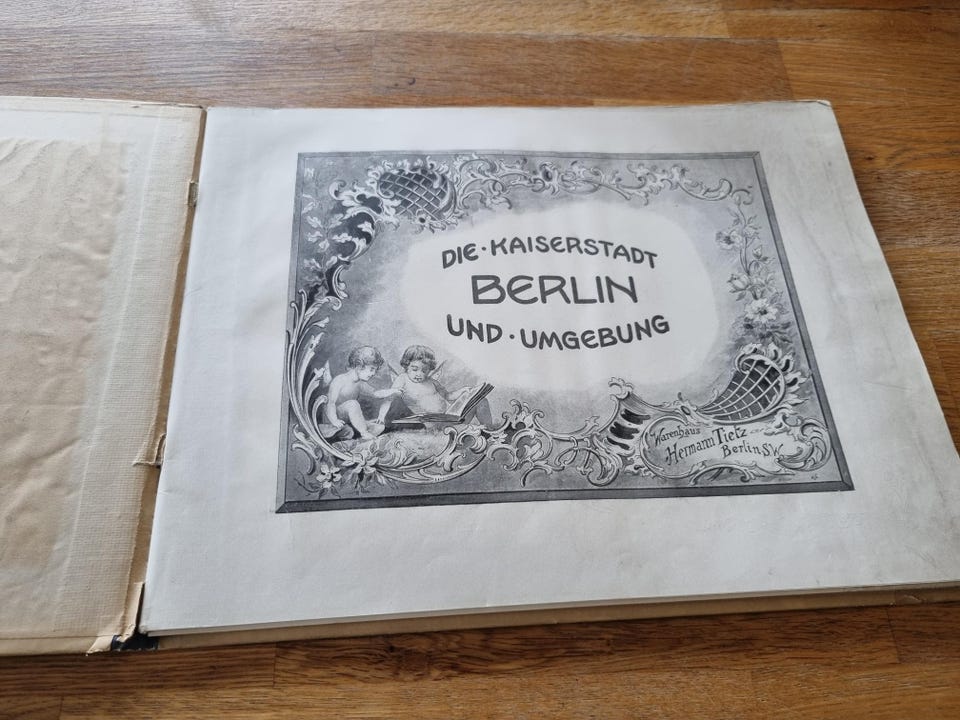 DIE·KAISERSTADT
BERLIN
UND·UMGEBUNG
Warenhaus
Hermann Tietz
Berlin S.W.